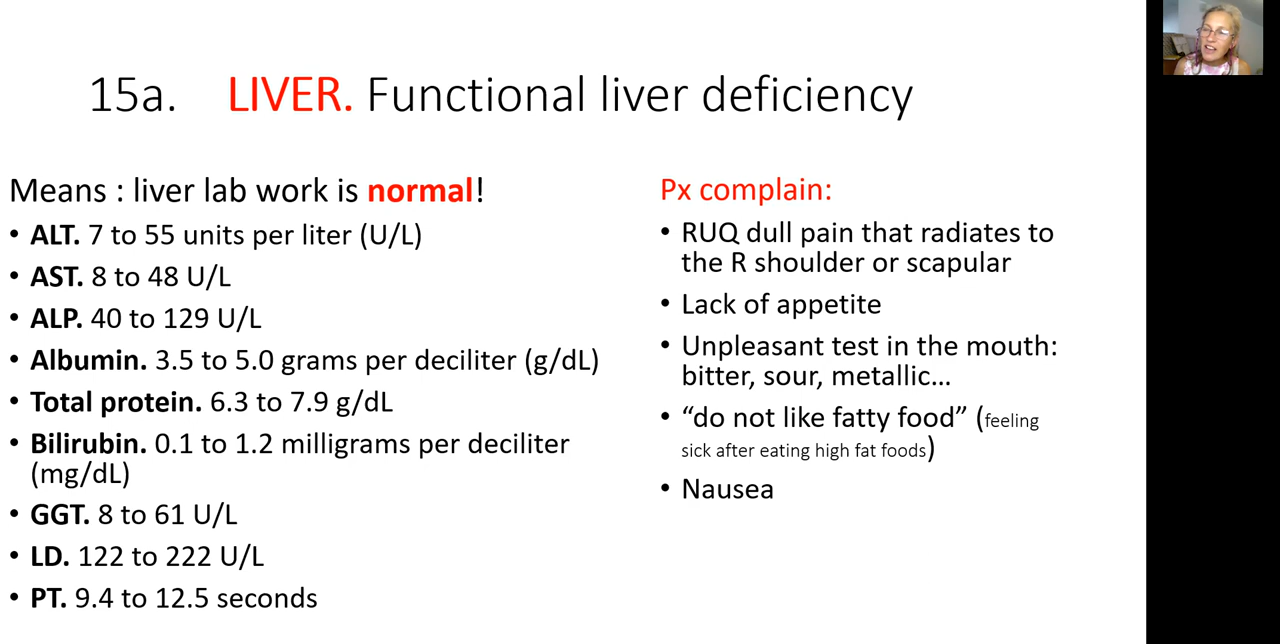 15a. LIVER. Functional liver deficiency
Means : liver lab work is normal!
• ALT. 7 to 55 units per liter (U/L)
• AST. 8 to 48 U/L
• ALP. 40 to 129 U/L
• Albumin. 3.5 to 5.0 grams per deciliter (g/dL)
• Total protein. 6.3 to 7.9 g/dL
• Bilirubin. 0.1 to 1.2 milligrams per deciliter
(mg/dL)
• GGT. 8 to 61 U/L
• LD. 122 to 222 U/L
• PT. 9.4 to 12.5 seconds
Px complain:
• RUQ dull pain that radiates to
the R shoulder or scapular
• Lack of appetite
• Unpleasant test in the mouth:
bitter, sour, metallic…
• “do not like fatty food” (feeling
sick after eating high fat foods)
• Nausea